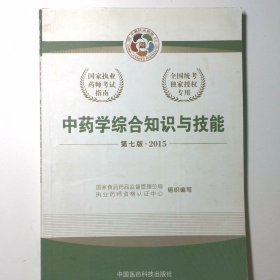 国家执业
药师考试
指南
全国统考
独家授权
专用
中药学综合知识与技能
第七版·2015
国家食品药品监督管理总局
执业药师资格认证中心
组织编写
中国医药科技出版社